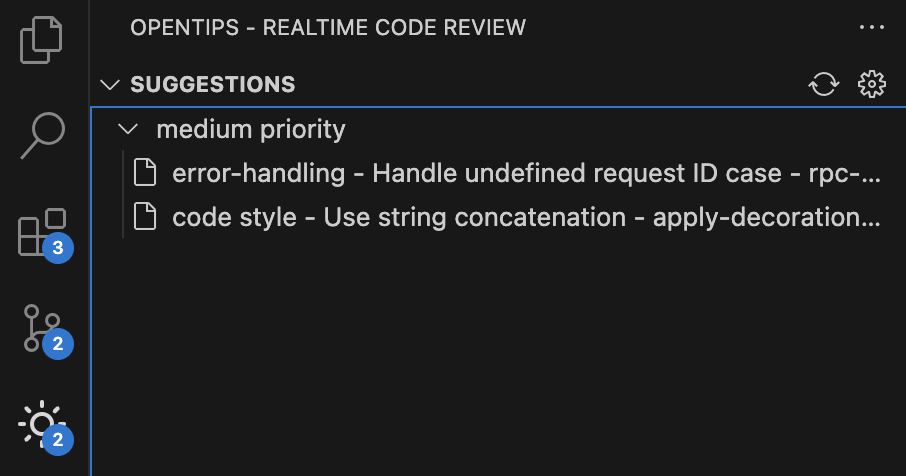 OPENTIPS - REALTIME CODE REVIEW
SUGGESTIONS
medium priority
error-handling - Handle undefined request ID case - rpc-...
code style - Use string concatenation - apply-decoration...
3
2
2